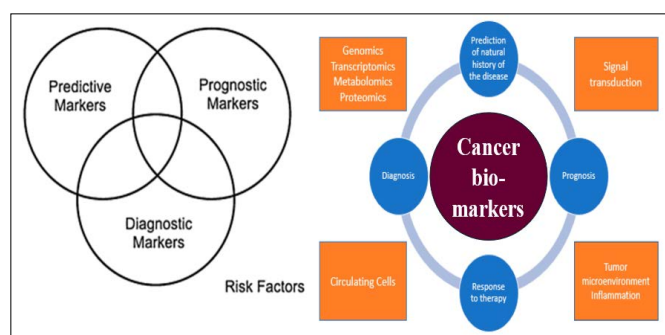 Predictive
Markers
Prognostic
Markers
Diagnostic
Markers
Risk Factors
Genomics
Transcriptomics
Metabolomics
Proteomics
Prediction
of natural
history of
the disease
Signal
transduction
Diagnosis
Cancer
bio-
markers
Prognosis
Circulating Cells
Response
to therapy
Tumor
microenvironment
Inflammation